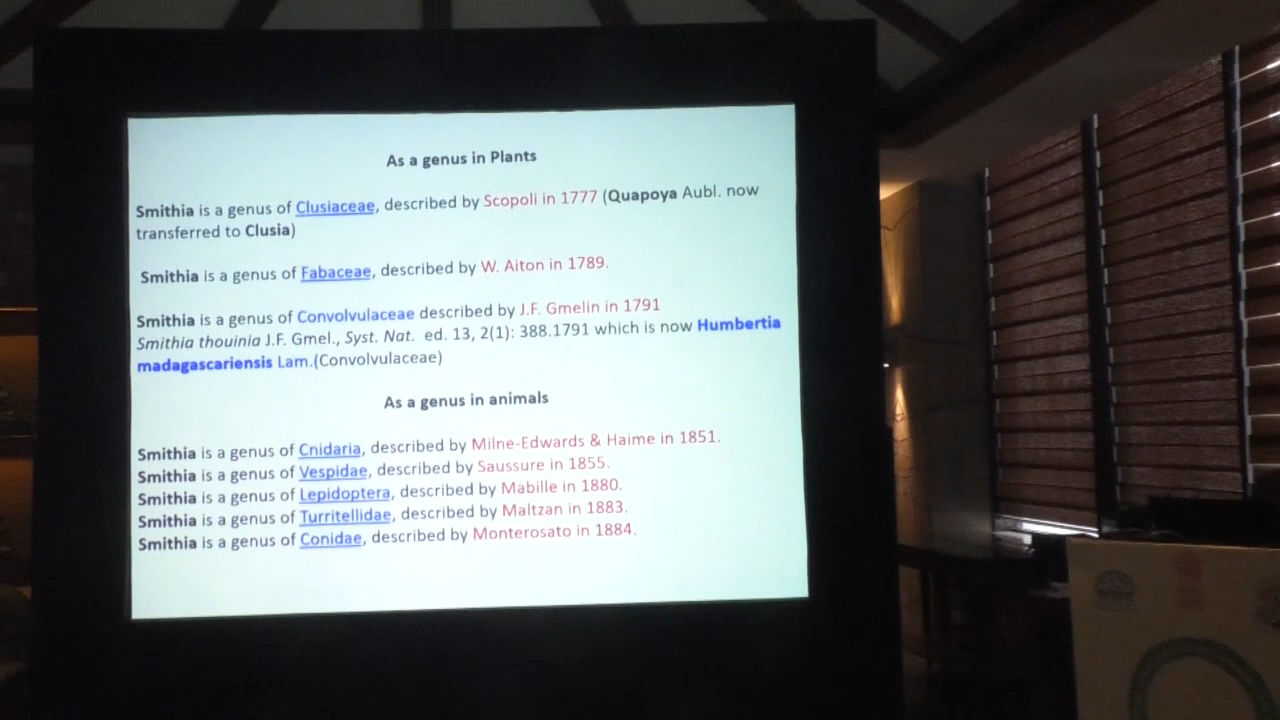 As a genus in Plants
Smithia is a genus of Clusiaceae, described by Scopoli in 1777 (Quapoya Aubl. now
transferred to Clusia)
Smithia is a genus of Fabaceae, described by W. Aiton in 1789.
Smithia is a genus of Convolvulaceae described by J.F. Gmelin in 1791
Smithia thouinia J.F. Gmel., Syst. Nat. ed. 13, 2(1): 388.1791 which is now Humbertia
madagascariensis Lam.(Convolvulaceae)
As a genus in animals
Smithia is a genus of Cnidaria, described by Milne-Edwards & Haime in 1851.
Smithia is a genus of Vespidae, described by Saussure in 1855.
Smithia is a genus of Lepidoptera, described by Mabille in 1880.
Smithia is a genus of Turritellidae, described by Maltzan in 1883.
Smithia is a genus of Conidae, described by Monterosato in 1884.